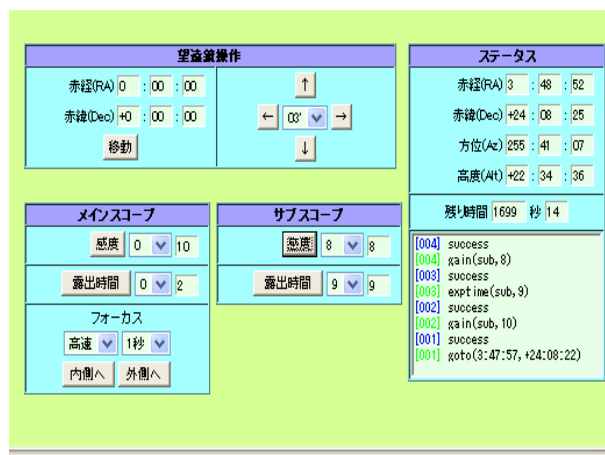 望遠鏡操作
赤経(RA) 0 : 00 : 00
赤緯(Dec) +0 : 00 : 00
移動
↑
← 03' →
↓
ステータス
赤経(RA) 3 : 48 : 52
赤緯(Dec) +24 : 08 : 25
方位(Az) 255 : 41 : 07
高度(Alt) +22 : 34 : 36
残り時間 1699 秒 14
メインスコープ
感度 0 10
露出時間 0 2
フォーカス
高速 1秒
内側へ 外側へ
サブスコープ
感度 8 8
露出時間 9 9
[004] success
[004] gain(sub,8)
[003] success
[003] exptime(sub,9)
[002] success
[002] gain(sub,10)
[001] success
[001] goto(3:47:57,+24:08:22)